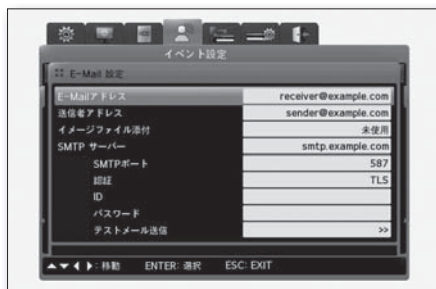 イベント設定
E-Mail 設定
E-Mailアドレス receiver@example.com
送信者アドレス sender@example.com
イメージファイル添付 未使用
SMTP サーバー smtp.example.com
SMTPポート 587
認証 TLS
ID
パスワード
テストメール送信 >>
▲▼◀ ▶: 移動 ENTER: 選択 ESC: EXIT